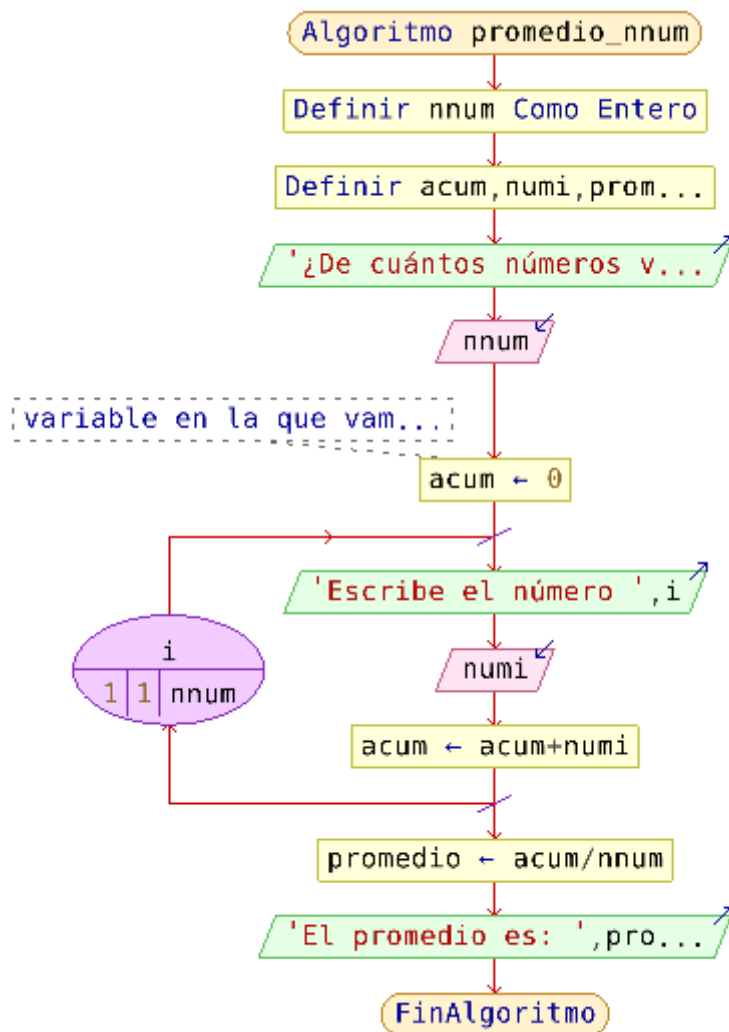 Algoritmo promedio_nnum
Definir nnum Como Entero
Definir acum,numi,prom...
'¿De cuántos números v...
nnum
variable en la que vam...
acum ← 0
'Escribe el número ',i
i
1 1 nnum
numi
acum ← acum+numi
promedio ← acum/nnum
'El promedio es: ',pro...
FinAlgoritmo